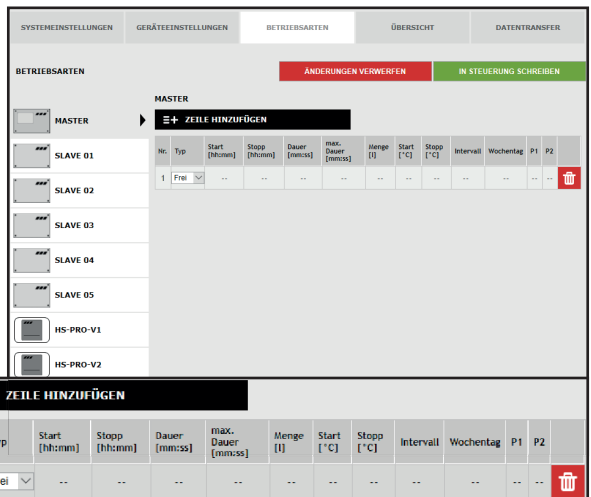 SYSTEMEINSTELLUNGEN GERÄTEEINSTELLUNGEN BETRIEBSARTEN ÜBERSICHT DATENTRANSFER
BETRIEBSARTEN ÄNDERUNGEN VERWERFEN IN STEUERUNG SCHREIBEN
MASTER
MASTER
ZEILE HINZUFÜGEN
Nr. Typ Start [hh:mm] Stopp [hh:mm] Dauer [mm:ss] max. Dauer [mm:ss] Menge [l] Start [°C] Stopp [°C] Intervall Wochentag P1 P2
1 Frei -- -- -- -- -- -- -- -- -- -- --
SLAVE 01
SLAVE 02
SLAVE 03
SLAVE 04
SLAVE 05
HS-PRO-V1
HS-PRO-V2
ZEILE HINZUFÜGEN
yp Start [hh:mm] Stopp [hh:mm] Dauer [mm:ss] max. Dauer [mm:ss] Menge [l] Start [°C] Stopp [°C] Intervall Wochentag P1 P2
ei -- -- -- -- -- -- -- -- -- -- --